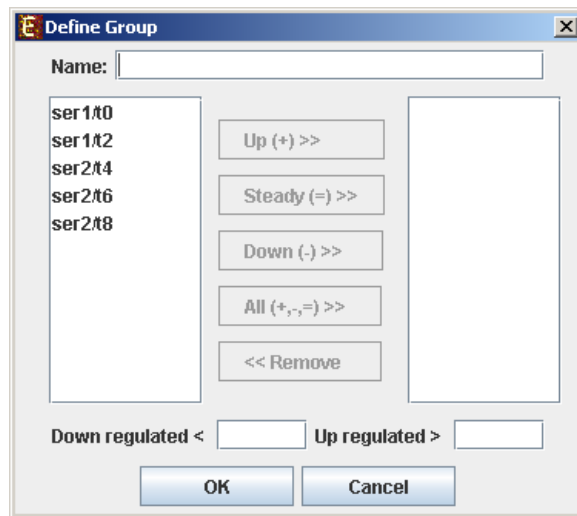 Define Group
Name:
ser1/t0
ser1/t2
ser2/t4
ser2/t6
ser2/t8
Up (+) >>
Steady (=) >>
Down (-) >>
All (+,-,=) >>
<< Remove
Down regulated <
Up regulated >
OK
Cancel